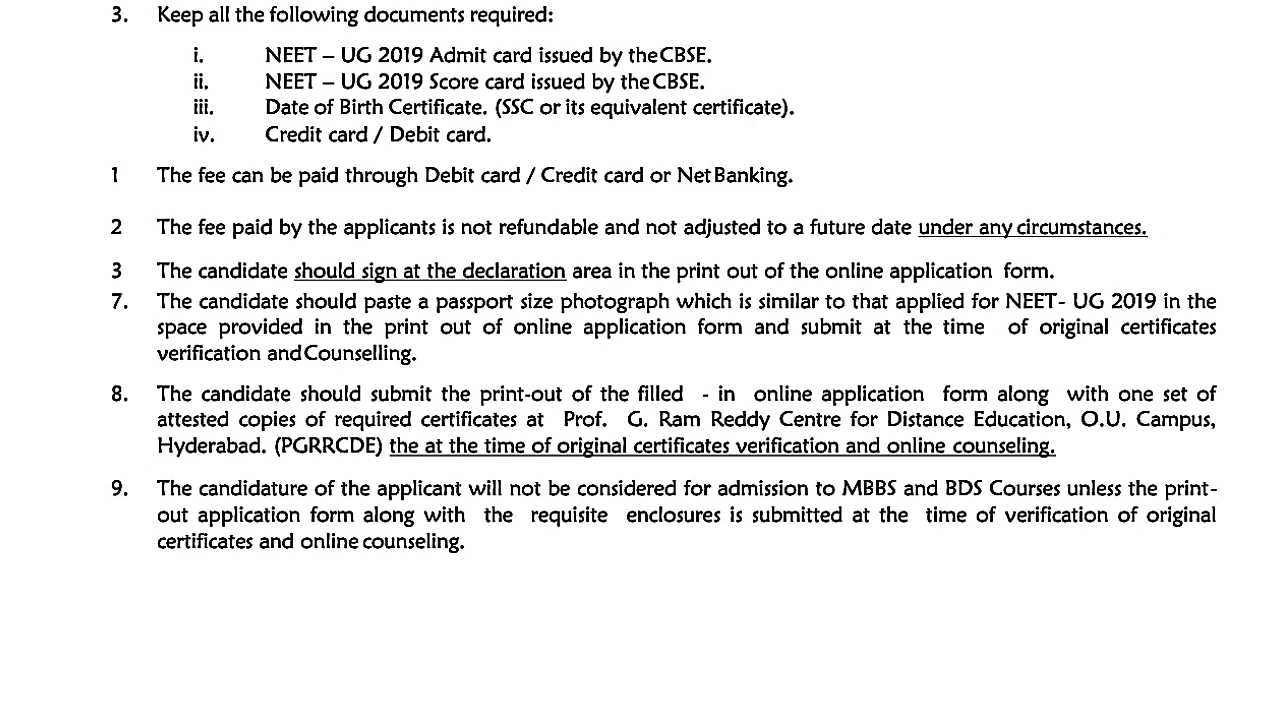 3. Keep all the following documents required:
i. NEET – UG 2019 Admit card issued by theCBSE.
ii. NEET – UG 2019 Score card issued by theCBSE.
iii. Date of Birth Certificate. (SSC or its equivalent certificate).
iv. Credit card / Debit card.
1 The fee can be paid through Debit card / Credit card or NetBanking.
2 The fee paid by the applicants is not refundable and not adjusted to a future date under any circumstances.
3 The candidate should sign at the declaration area in the print out of the online application form.
7. The candidate should paste a passport size photograph which is similar to that applied for NEET- UG 2019 in the
space provided in the print out of online application form and submit at the time of original certificates
verification andCounselling.
8. The candidate should submit the print-out of the filled - in online application form along with one set of
attested copies of required certificates at Prof. G. Ram Reddy Centre for Distance Education, O.U. Campus,
Hyderabad. (PGRRCDE) the at the time of original certificates verification and online counseling.
9. The candidature of the applicant will not be considered for admission to MBBS and BDS Courses unless the print-
out application form along with the requisite enclosures is submitted at the time of verification of original
certificates and online counseling.